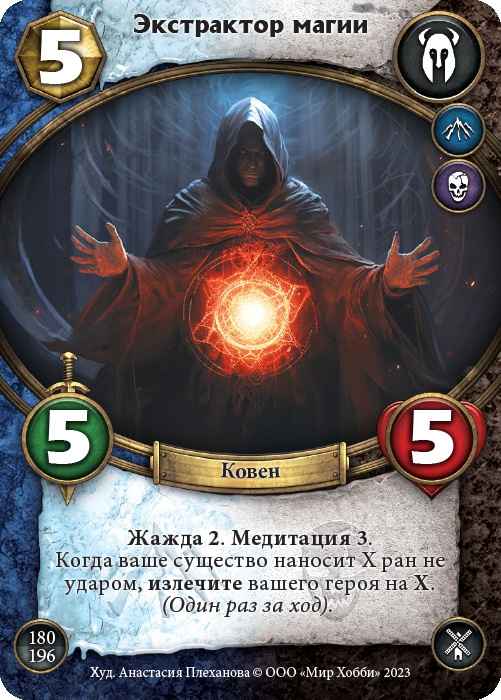 Экстрактор магии
5
5
5
Ковен
Жажда 2. Медитация 3.
Когда ваше существо наносит X ран не
ударом, излечите вашего героя на X.
(Один раз за ход).
180
196
Худ. Анастасия Плеханова © ООО «Мир Хобби» 2023